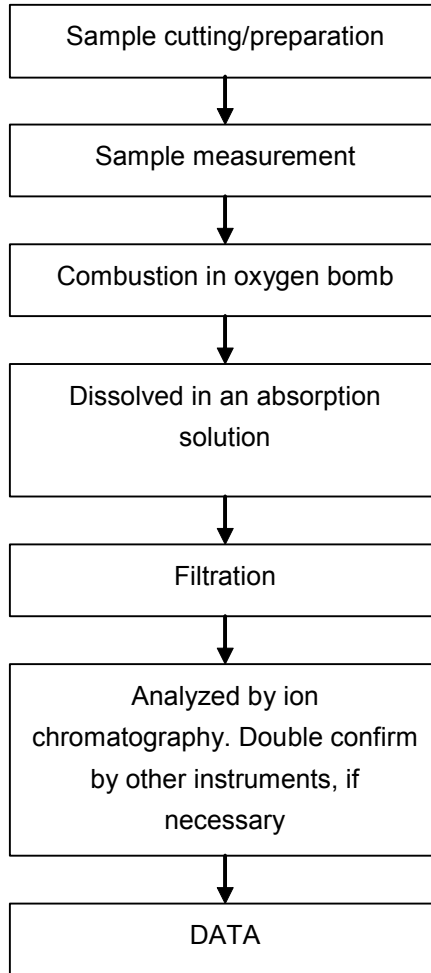 Sample cutting/preparation
Sample measurement
Combustion in oxygen bomb
Dissolved in an absorption
solution
Filtration
Analyzed by ion
chromatography. Double confirm
by other instruments, if
necessary
DATA